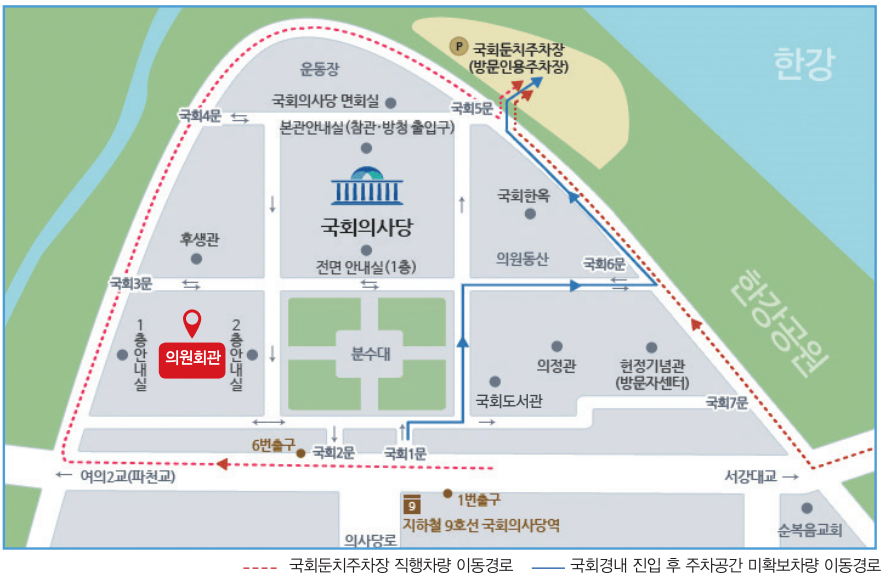 한강
P
국회둔치주차장
(방문인용주차장)
운동장
국회의사당 면회실
국회5문
국회4문
본관안내실(참관·방청 출입구)
국회의사당
국회한옥
후생관
전면 안내실(1층)
의원동산
국회6문
국회3문
한강공원
1층안내실
의원회관
2층안내실
분수대
의정관
헌정기념관
(방문자센터)
국회도서관
국회7문
6번출구
국회2문
국회1문
← 여의2교(파천교)
서강대교 →
9
1번출구
지하철 9호선 국회의사당역
의사당로
순복음교회
국회둔치주차장 직행차량 이동경로
국회경내 진입 후 주차공간 미확보차량 이동경로